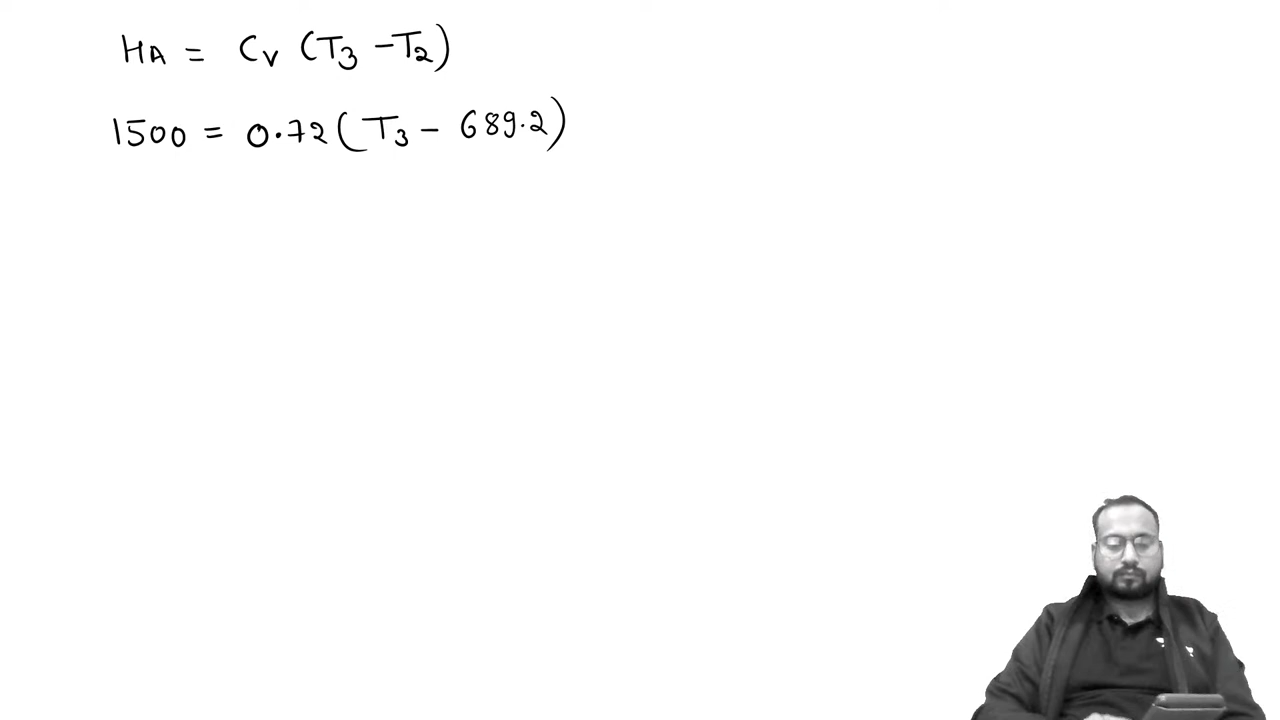 HA = Cv (T3 - T2)
1500 = 0.72 (T3 - 689.2)